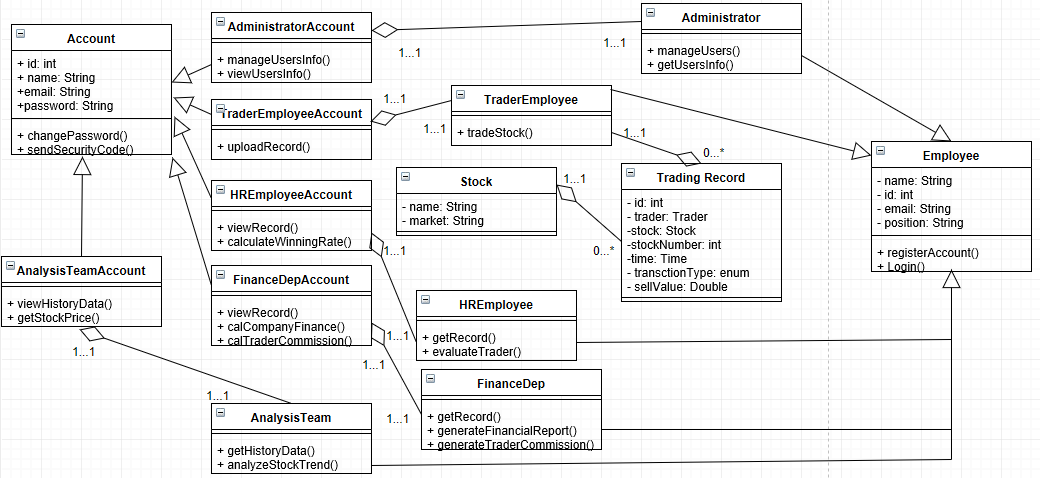 Account
+ id: int
+ name: String
+email: String
+password: String
+ changePassword()
+ sendSecurityCode()
AdministratorAccount
+ manageUsersInfo()
+ viewUsersInfo()
1...1
1...1
Administrator
+ manageUsers()
+ getUsersInfo()
TraderEmployeeAccount
+ uploadRecord()
1...1
1...1
TraderEmployee
+ tradeStock()
1...1
0...*
Employee
- name: String
- id: int
- email: String
- position: String
+ registerAccount()
+ Login()
Stock
- name: String
- market: String
1...1
0...*
Trading Record
- id: int
- trader: Trader
-stock: Stock
-stockNumber: int
-time: Time
- transctionType: enum
- sellValue: Double
HREmployeeAccount
+ viewRecord()
+ calculateWinningRate()
1...1
1...1
HREmployee
+ getRecord()
+ evaluateTrader()
AnalysisTeamAccount
+ viewHistoryData()
+ getStockPrice()
1...1
1...1
FinanceDepAccount
+ viewRecord()
+ calCompanyFinance()
+ calTraderCommission()
1...1
1...1
FinanceDep
+ getRecord()
+ generateFinancialReport()
+ generateTraderCommission()
AnalysisTeam
+ getHistoryData()
+ analyzeStockTrend()